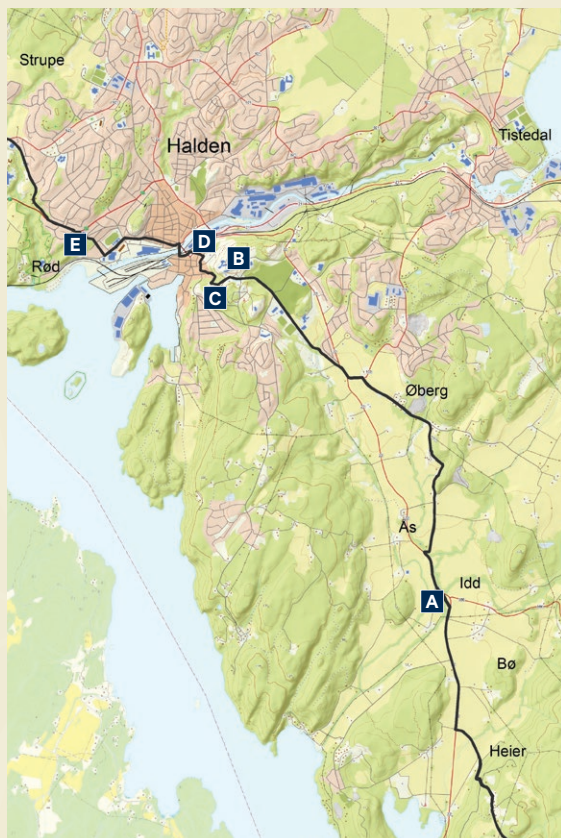 Strupe
Halden
Tistedal
D
E
B
Rød
C
Øberg
Ås
Idd
A
Bø
Heier